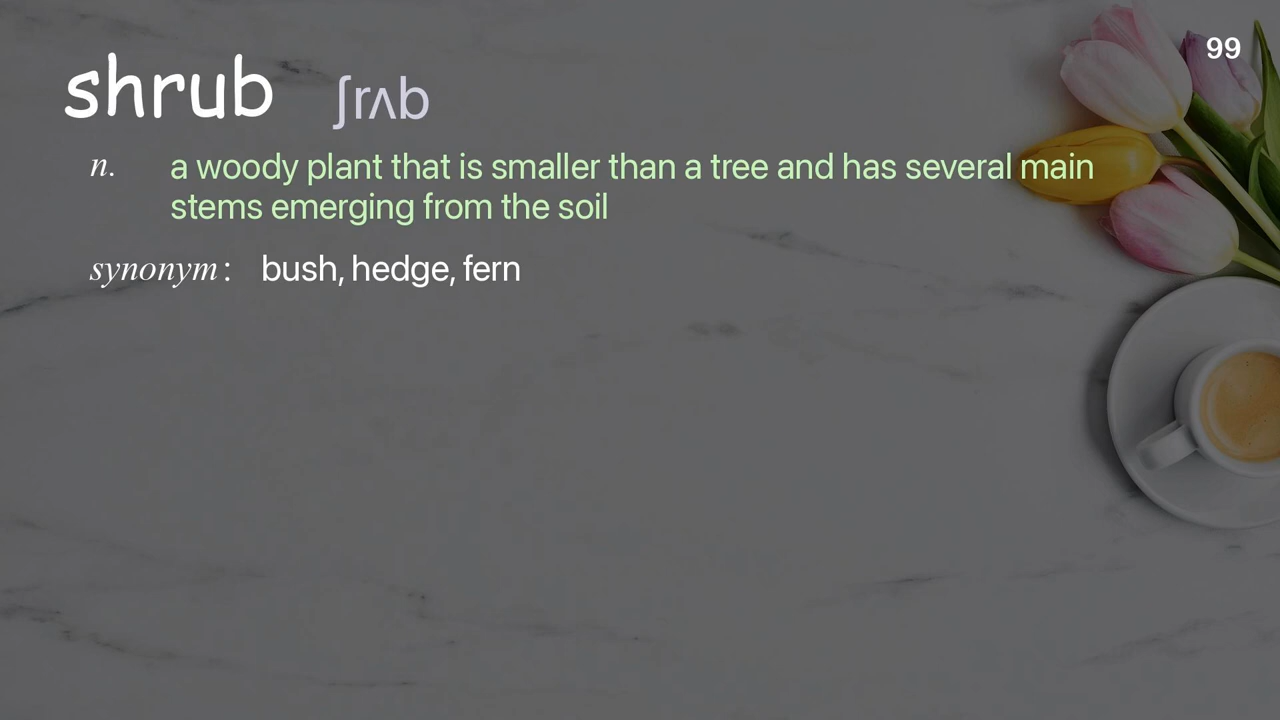 99
shrub ʃrʌb
n. a woody plant that is smaller than a tree and has several main
stems emerging from the soil
synonym: bush, hedge, fern